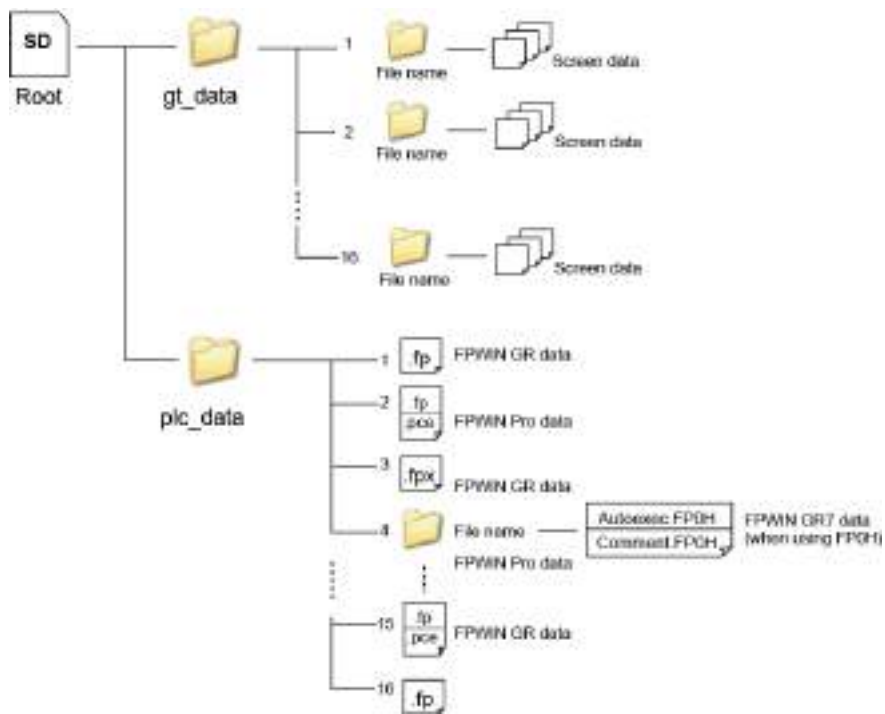 SD
Root
gt_data
1
File name
Screen data
2
File name
Screen data
16
File name
Screen data
plc_data
1
.fp
FPWIN GR data
2
.fp
.pce
FPWIN Pro data
3
.fpx
FPWIN GR data
4
File name
Autoexec.FP0H
Comment.FP0H
FPWIN GR7 data
(when using FP0H)
FPWIN Pro data
15
.fp
.pce
FPWIN GR data
16
.fp